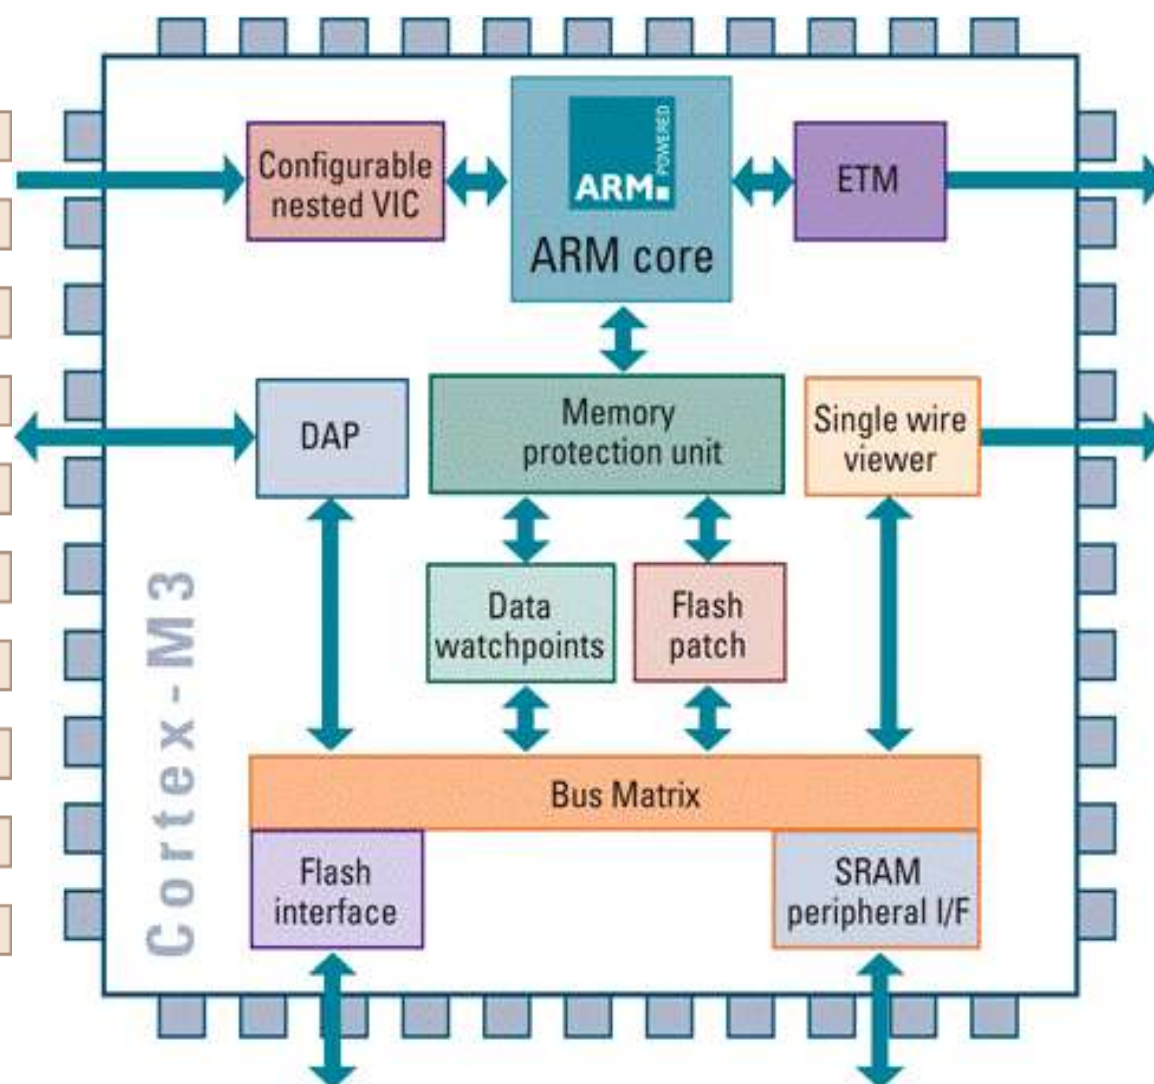 Configurable
nested VIC
ARM
POWERED
ARM core
ETM
DAP
Memory
protection unit
Single wire
viewer
Data
watchpoints
Flash
patch
Cortex-M3
Bus Matrix
Flash
interface
SRAM
peripheral I/F